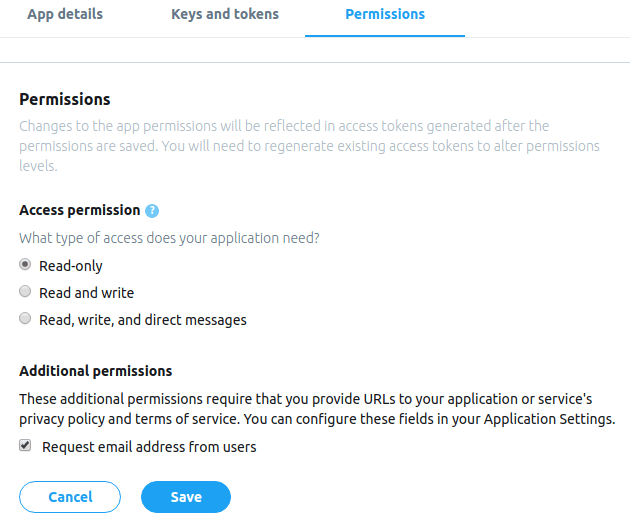 App details Keys and tokens Permissions
Permissions
Changes to the app permissions will be reflected in access tokens generated after the
permissions are saved. You will need to regenerate existing access tokens to alter permissions
levels.
Access permission ?
What type of access does your application need?
Read-only
Read and write
Read, write, and direct messages
Additional permissions
These additional permissions require that you provide URLs to your application or service's
privacy policy and terms of service. You can configure these fields in your Application Settings.
Request email address from users
Cancel Save